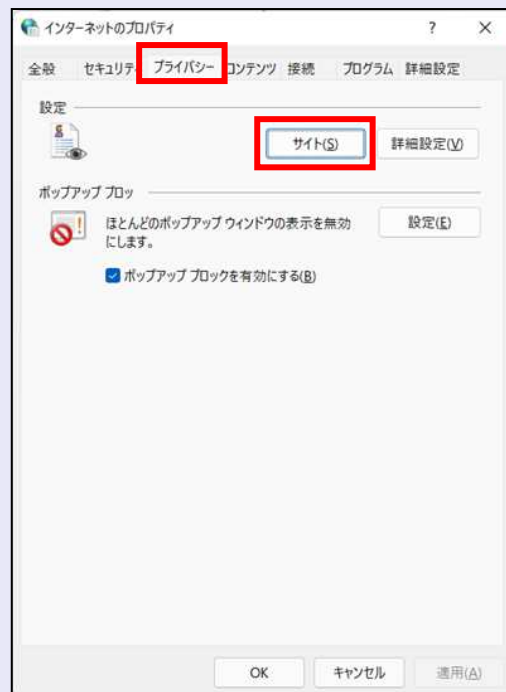 インターネットのプロパティ ? ×
全般 セキュリティ プライバシー コンテンツ 接続 プログラム 詳細設定
設定
サイト(S) 詳細設定(V)
ポップアップ ブロッ
ほとんどのポップアップ ウィンドウの表示を無効 設定(E)
にします。
ポップアップ ブロックを有効にする(B)
OK キャンセル 適用(A)